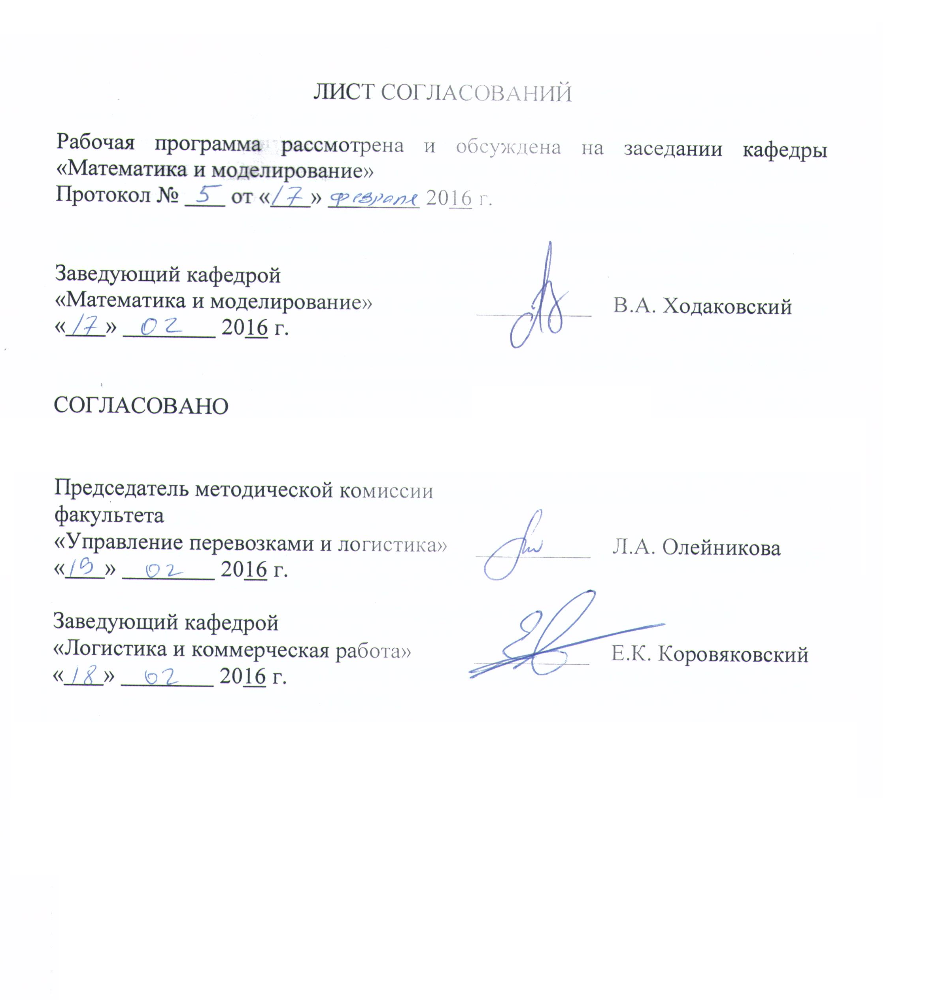 ЛИСТ СОГЛАСОВАНИЙ
Рабочая программа рассмотрена и обсуждена на заседании кафедры
«Математика и моделирование»
Протокол № 5 от «17» февраля 2016 г.
Заведующий кафедрой
«Математика и моделирование»
В.А. Ходаковский
«17» 02 2016 г.
СОГЛАСОВАНО
Председатель методической комиссии
факультета
«Управление перевозками и логистика»
Л.А. Олейникова
«19» 02 2016 г.
Заведующий кафедрой
«Логистика и коммерческая работа»
Е.К. Коровяковский
«18» 02 2016 г.